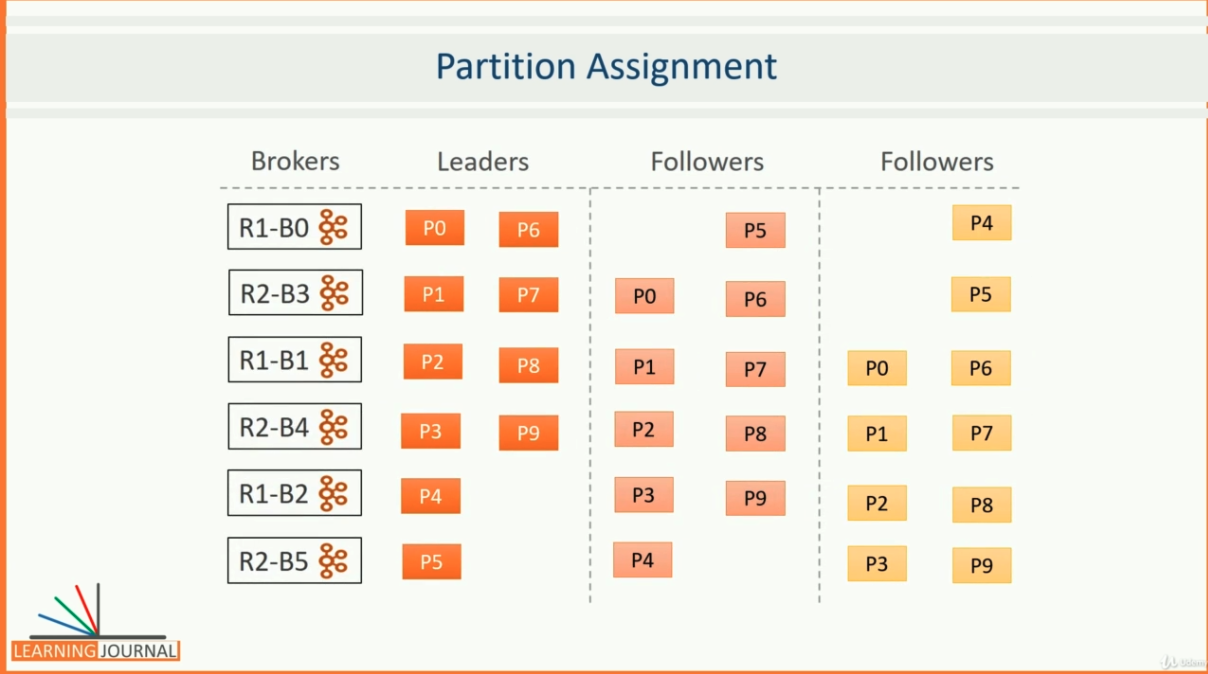 Partition Assignment
Brokers Leaders Followers Followers
R1-B0 P0 P6 P5 P4
R2-B3 P1 P7 P0 P6 P5
R1-B1 P2 P8 P1 P7 P0 P6
R2-B4 P3 P9 P2 P8 P1 P7
R1-B2 P4 P3 P9 P2 P8
R2-B5 P5 P4 P3 P9
LEARNING JOURNAL
Udemy